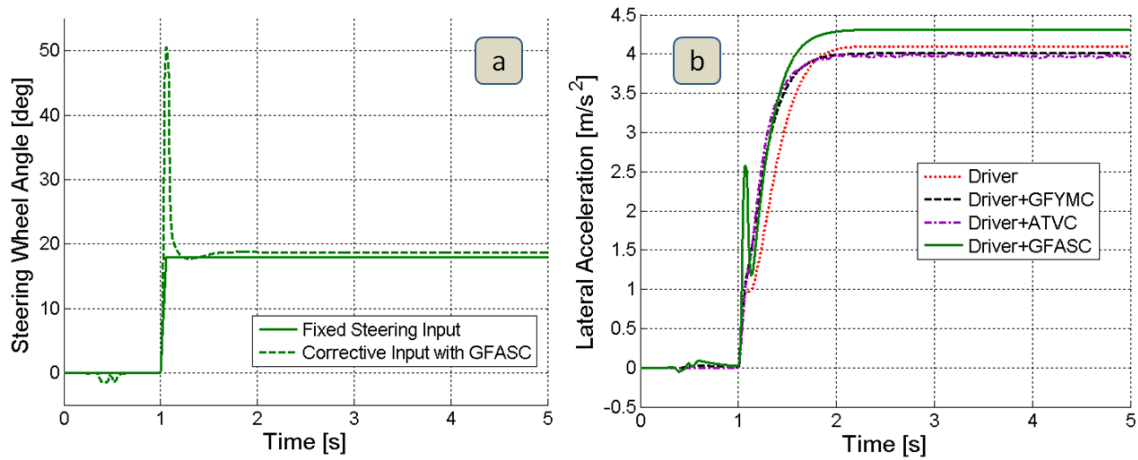 Steering Wheel Angle [deg]
50
40
30
20
10
0
a
Fixed Steering Input
Corrective Input with GFASC
0 1 2 3 4 5
Time [s]
Lateral Acceleration [m/s²]
4.5
4
3.5
3
2.5
2
1.5
1
0.5
0
-0.5
b
Driver
Driver+GFYMC
Driver+ATVC
Driver+GFASC
0 1 2 3 4 5
Time [s]